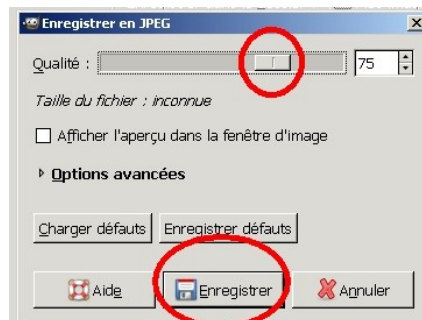 Enregistrer en JPEG
Qualité : 75
Taille du fichier : inconnue
Afficher l'aperçu dans la fenêtre d'image
Options avancées
Charger défauts Enregistrer défauts
Aide Enregistrer Annuler